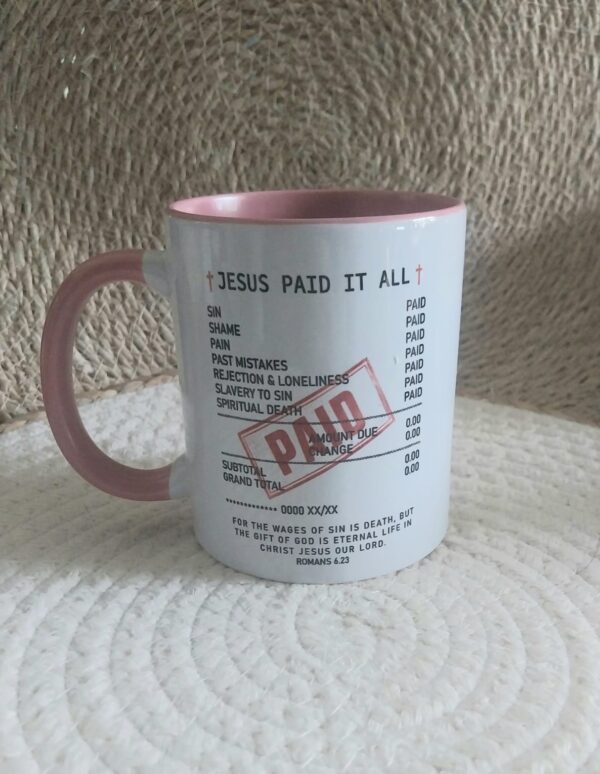 †JESUS PAID IT ALL†
SIN PAID
SHAME PAID
PAIN PAID
PAST MISTAKES PAID
REJECTION & LONELINESS PAID
SLAVERY TO SIN PAID
SPIRITUAL DEATH PAID
PAID
AMOUNT DUE 0.00
CHANGE 0.00
SUBTOTAL 0.00
GRAND TOTAL 0.00
************* 0000 XX/XX
FOR THE WAGES OF SIN IS DEATH, BUT
THE GIFT OF GOD IS ETERNAL LIFE IN
CHRIST JESUS OUR LORD.
ROMANS 6.23